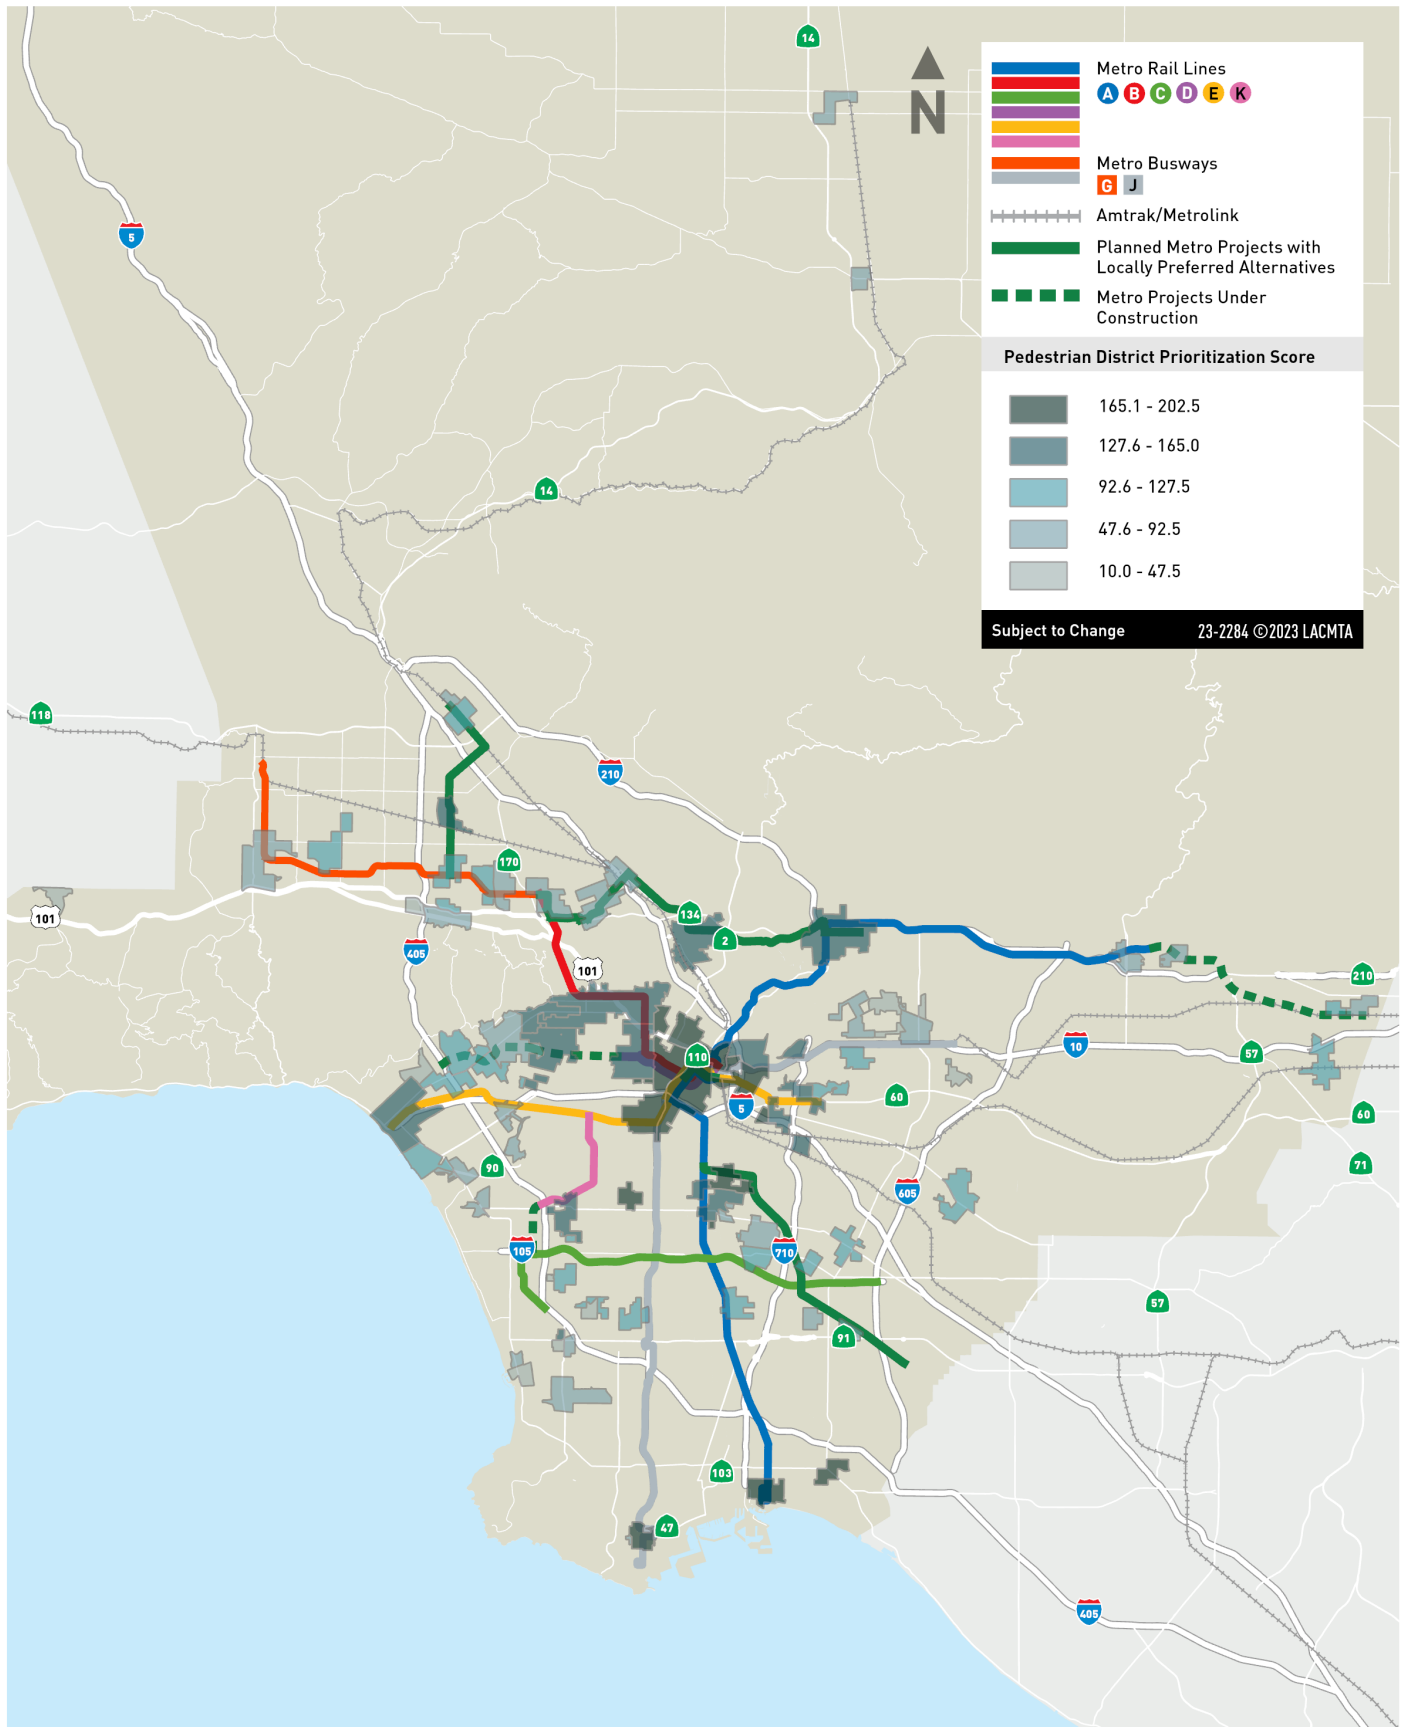 14
N
Metro Rail Lines
A B C D E K
Metro Busways
G J
Amtrak/Metrolink
Planned Metro Projects with
Locally Preferred Alternatives
Metro Projects Under
Construction
Pedestrian District Prioritization Score
165.1 - 202.5
127.6 - 165.0
92.6 - 127.5
47.6 - 92.5
10.0 - 47.5
Subject to Change 23-2284 ©2023 LACMTA
5
14
118
210
170
101
134
2
405
101
210
110
10
57
5
60
60
90
71
605
105
710
57
91
103
47
405